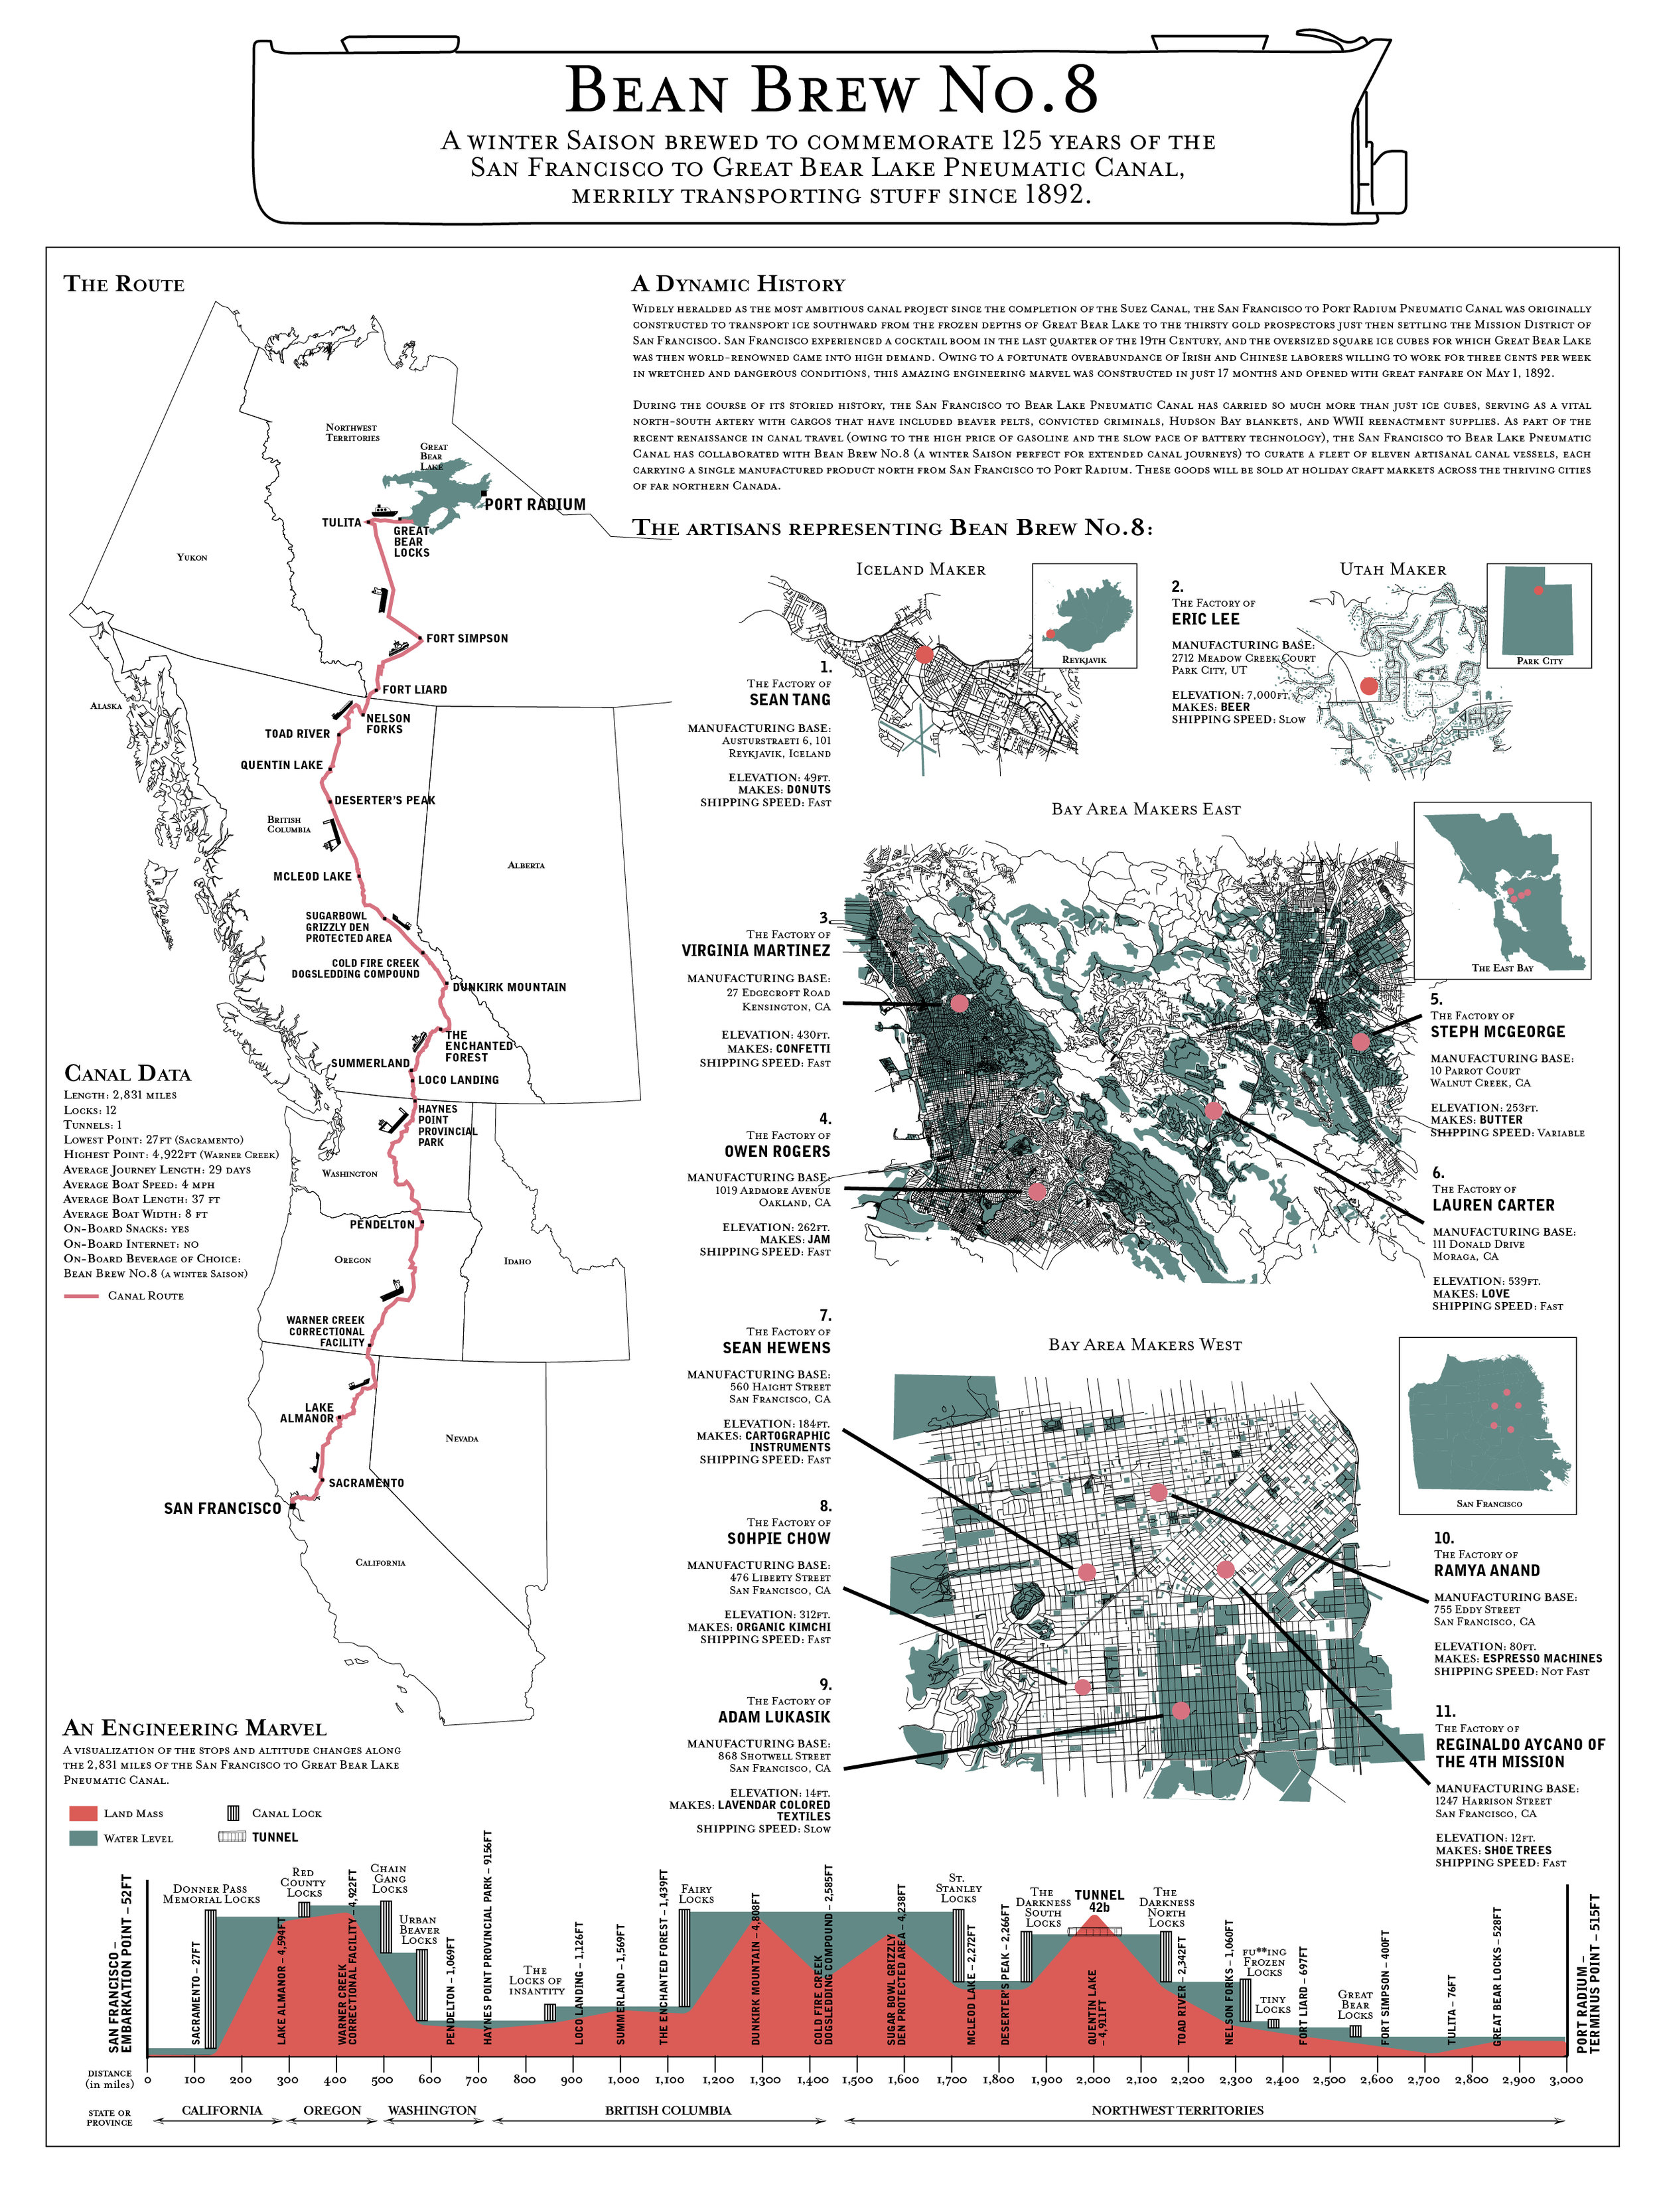 Bean Brew No.8
A winter Saison brewed to commemorate 125 years of the
San Francisco to Great Bear Lake Pneumatic Canal,
merrily transporting stuff since 1892.
The Route
Northwest
Territories
Great
Bear
Lake
PORT RADIUM
TULITA
GREAT
BEAR
LOCKS
Yukon
FORT SIMPSON
FORT LIARD
Alaska
NELSON
FORKS
TOAD RIVER
QUENTIN LAKE
DESERTER'S PEAK
British
Columbia
Alberta
MCLEOD LAKE
SUGARBOWL
GRIZZLY DEN
PROTECTED AREA
COLD FIRE CREEK
DOGSLEDDING COMPOUND
DUNKIRK MOUNTAIN
THE
ENCHANTED
FOREST
SUMMERLAND
LOCO LANDING
HAYNES
POINT
PROVINCIAL
PARK
Washington
PENDELTON
Oregon
Idaho
WARNER CREEK
CORRECTIONAL
FACILITY
LAKE
ALMANOR
Nevada
SACRAMENTO
SAN FRANCISCO
California
Canal Data
Length: 2,831 miles
Locks: 12
Tunnels: 1
Lowest Point: 27ft (Sacramento)
Highest Point: 4,922ft (Warner Creek)
Average Journey Length: 29 days
Average Boat Speed: 4 mph
Average Boat Length: 37 ft
Average Boat Width: 8 ft
On-Board Snacks: yes
On-Board Internet: no
On-Board Beverage of Choice:
Bean Brew No.8 (a winter Saison)
Canal Route
A Dynamic History
Widely heralded as the most ambitious canal project since the completion of the Suez Canal, the San Francisco to Port Radium Pneumatic Canal was originally
constructed to transport ice southward from the frozen depths of Great Bear Lake to the thirsty gold prospectors just then settling the Mission District of
San Francisco. San Francisco experienced a cocktail boom in the last quarter of the 19th Century, and the oversized square ice cubes for which Great Bear Lake
was then world-renowned came into high demand. Owing to a fortunate overabundance of Irish and Chinese laborers willing to work for three cents per week
in wretched and dangerous conditions, this amazing engineering marvel was constructed in just 17 months and opened with great fanfare on May 1, 1892.
During the course of its storied history, the San Francisco to Bear Lake Pneumatic Canal has carried so much more than just ice cubes, serving as a vital
north-south artery with cargos that have included beaver pelts, convicted criminals, Hudson Bay blankets, and WWII reenactment supplies. As part of the
recent renaissance in canal travel (owing to the high price of gasoline and the slow pace of battery technology), the San Francisco to Bear Lake Pneumatic
Canal has collaborated with Bean Brew No.8 (a winter Saison perfect for extended canal journeys) to curate a fleet of eleven artisanal canal vessels, each
carrying a single manufactured product north from San Francisco to Port Radium. These goods will be sold at holiday craft markets across the thriving cities
of far northern Canada.
The artisans representing Bean Brew No.8:
Iceland Maker
Reykjavik
1.
The Factory of
SEAN TANG
MANUFACTURING BASE:
Austurstraeti 6, 101
Reykjavik, Iceland
ELEVATION: 49ft.
MAKES: DONUTS
SHIPPING SPEED: Fast
Utah Maker
Park City
2.
The Factory of
ERIC LEE
MANUFACTURING BASE:
2712 Meadow Creek Court
Park City, UT
ELEVATION: 7,000ft.
MAKES: BEER
SHIPPING SPEED: Slow
Bay Area Makers East
The East Bay
3.
The Factory of
VIRGINIA MARTINEZ
MANUFACTURING BASE:
27 Edgecroft Road
Kensington, CA
ELEVATION: 430ft.
MAKES: CONFETTI
SHIPPING SPEED: Fast
4.
The Factory of
OWEN ROGERS
MANUFACTURING BASE:
1019 Ardmore Avenue
Oakland, CA
ELEVATION: 262ft.
MAKES: JAM
SHIPPING SPEED: Fast
5.
The Factory of
STEPH MCGEORGE
MANUFACTURING BASE:
10 Parrot Court
Walnut Creek, CA
ELEVATION: 253ft.
MAKES: BUTTER
SHIPPING SPEED: Variable
6.
The Factory of
LAUREN CARTER
MANUFACTURING BASE:
111 Donald Drive
Moraga, CA
ELEVATION: 539ft.
MAKES: LOVE
SHIPPING SPEED: Fast
Bay Area Makers West
San Francisco
7.
The Factory of
SEAN HEWENS
MANUFACTURING BASE:
560 Haight Street
San Francisco, CA
ELEVATION: 184ft.
MAKES: CARTOGRAPHIC
INSTRUMENTS
SHIPPING SPEED: Fast
8.
The Factory of
SOHPIE CHOW
MANUFACTURING BASE:
476 Liberty Street
San Francisco, CA
ELEVATION: 312ft.
MAKES: ORGANIC KIMCHI
SHIPPING SPEED: Fast
9.
The Factory of
ADAM LUKASIK
MANUFACTURING BASE:
868 Shotwell Street
San Francisco, CA
ELEVATION: 14ft.
MAKES: LAVENDAR COLORED
TEXTILES
SHIPPING SPEED: Slow
10.
The Factory of
RAMYA ANAND
MANUFACTURING BASE:
755 Eddy Street
San Francisco, CA
ELEVATION: 80ft.
MAKES: ESPRESSO MACHINES
SHIPPING SPEED: Not Fast
11.
The Factory of
REGINALDO AYCANO OF
THE 4TH MISSION
MANUFACTURING BASE:
1247 Harrison Street
San Francisco, CA
ELEVATION: 12ft.
MAKES: SHOE TREES
SHIPPING SPEED: Fast
An Engineering Marvel
A visualization of the stops and altitude changes along
the 2,831 miles of the San Francisco to Great Bear Lake
Pneumatic Canal.
Land Mass
Canal Lock
Water Level
TUNNEL
SAN FRANCISCO –
EMBARKATION POINT – 52FT
SACRAMENTO – 27FT
Donner Pass
Memorial Locks
LAKE ALMANOR – 4,594FT
Red
County
Locks
WARNER CREEK
CORRECTIONAL FACILITY – 4,922FT
Chain
Gang
Locks
Urban
Beaver
Locks
PENDELTON – 1,069FT
HAYNES POINT PROVINCIAL PARK – 9156FT
The
Locks of
insantity
LOCO LANDING – 1,126FT
SUMMERLAND – 1,569FT
THE ENCHANTED FOREST – 1,439FT
Fairy
Locks
DUNKIRK MOUNTAIN – 4,808FT
COLD FIRE CREEK
DOGSLEDDING COMPOUND – 2,585FT
SUGAR BOWL GRIZZLY
DEN PROTECTED AREA – 4,238FT
St.
Stanley
Locks
MCLEOD LAKE – 2,272FT
DESERTER'S PEAK – 2,266FT
The
Darkness
South
Locks
TUNNEL
42b
QUENTIN LAKE
– 4,911FT
The
Darkness
North
Locks
TOAD RIVER – 2,342FT
NELSON FORKS – 1,060FT
Fu**ing
Frozen
Locks
Tiny
Locks
FORT LIARD – 697FT
Great
Bear
Locks
FORT SIMPSON – 400FT
TULITA – 76FT
GREAT BEAR LOCKS – 528FT
PORT RADIUM –
TERMINUS POINT – 515FT
DISTANCE
(in miles)
0 100 200 300 400 500 600 700 800 900 1,000 1,100 1,200 1,300 1,400 1,500 1,600 1,700 1,800 1,900 2,000 2,100 2,200 2,300 2,400 2,500 2,600 2,700 2,800 2,900 3,000
STATE OR
PROVINCE
CALIFORNIA OREGON WASHINGTON BRITISH COLUMBIA NORTHWEST TERRITORIES